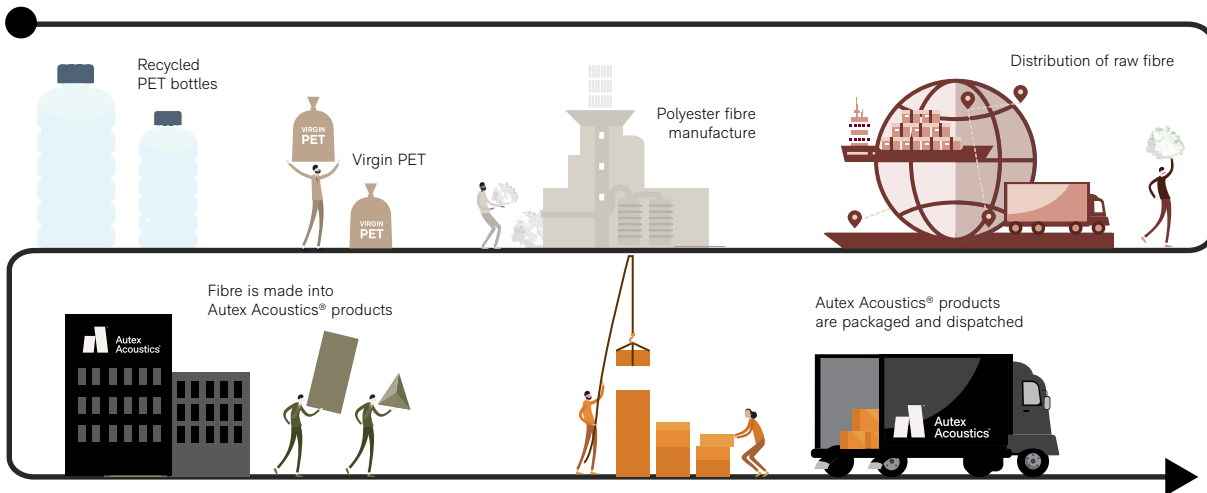 Recycled
PET bottles
VIRGIN
PET
Virgin PET
VIRGIN
PET
Polyester fibre
manufacture
Distribution of raw fibre
Fibre is made into
Autex Acoustics® products
Autex
Acoustics®
Autex Acoustics® products
are packaged and dispatched
Autex
Acoustics®